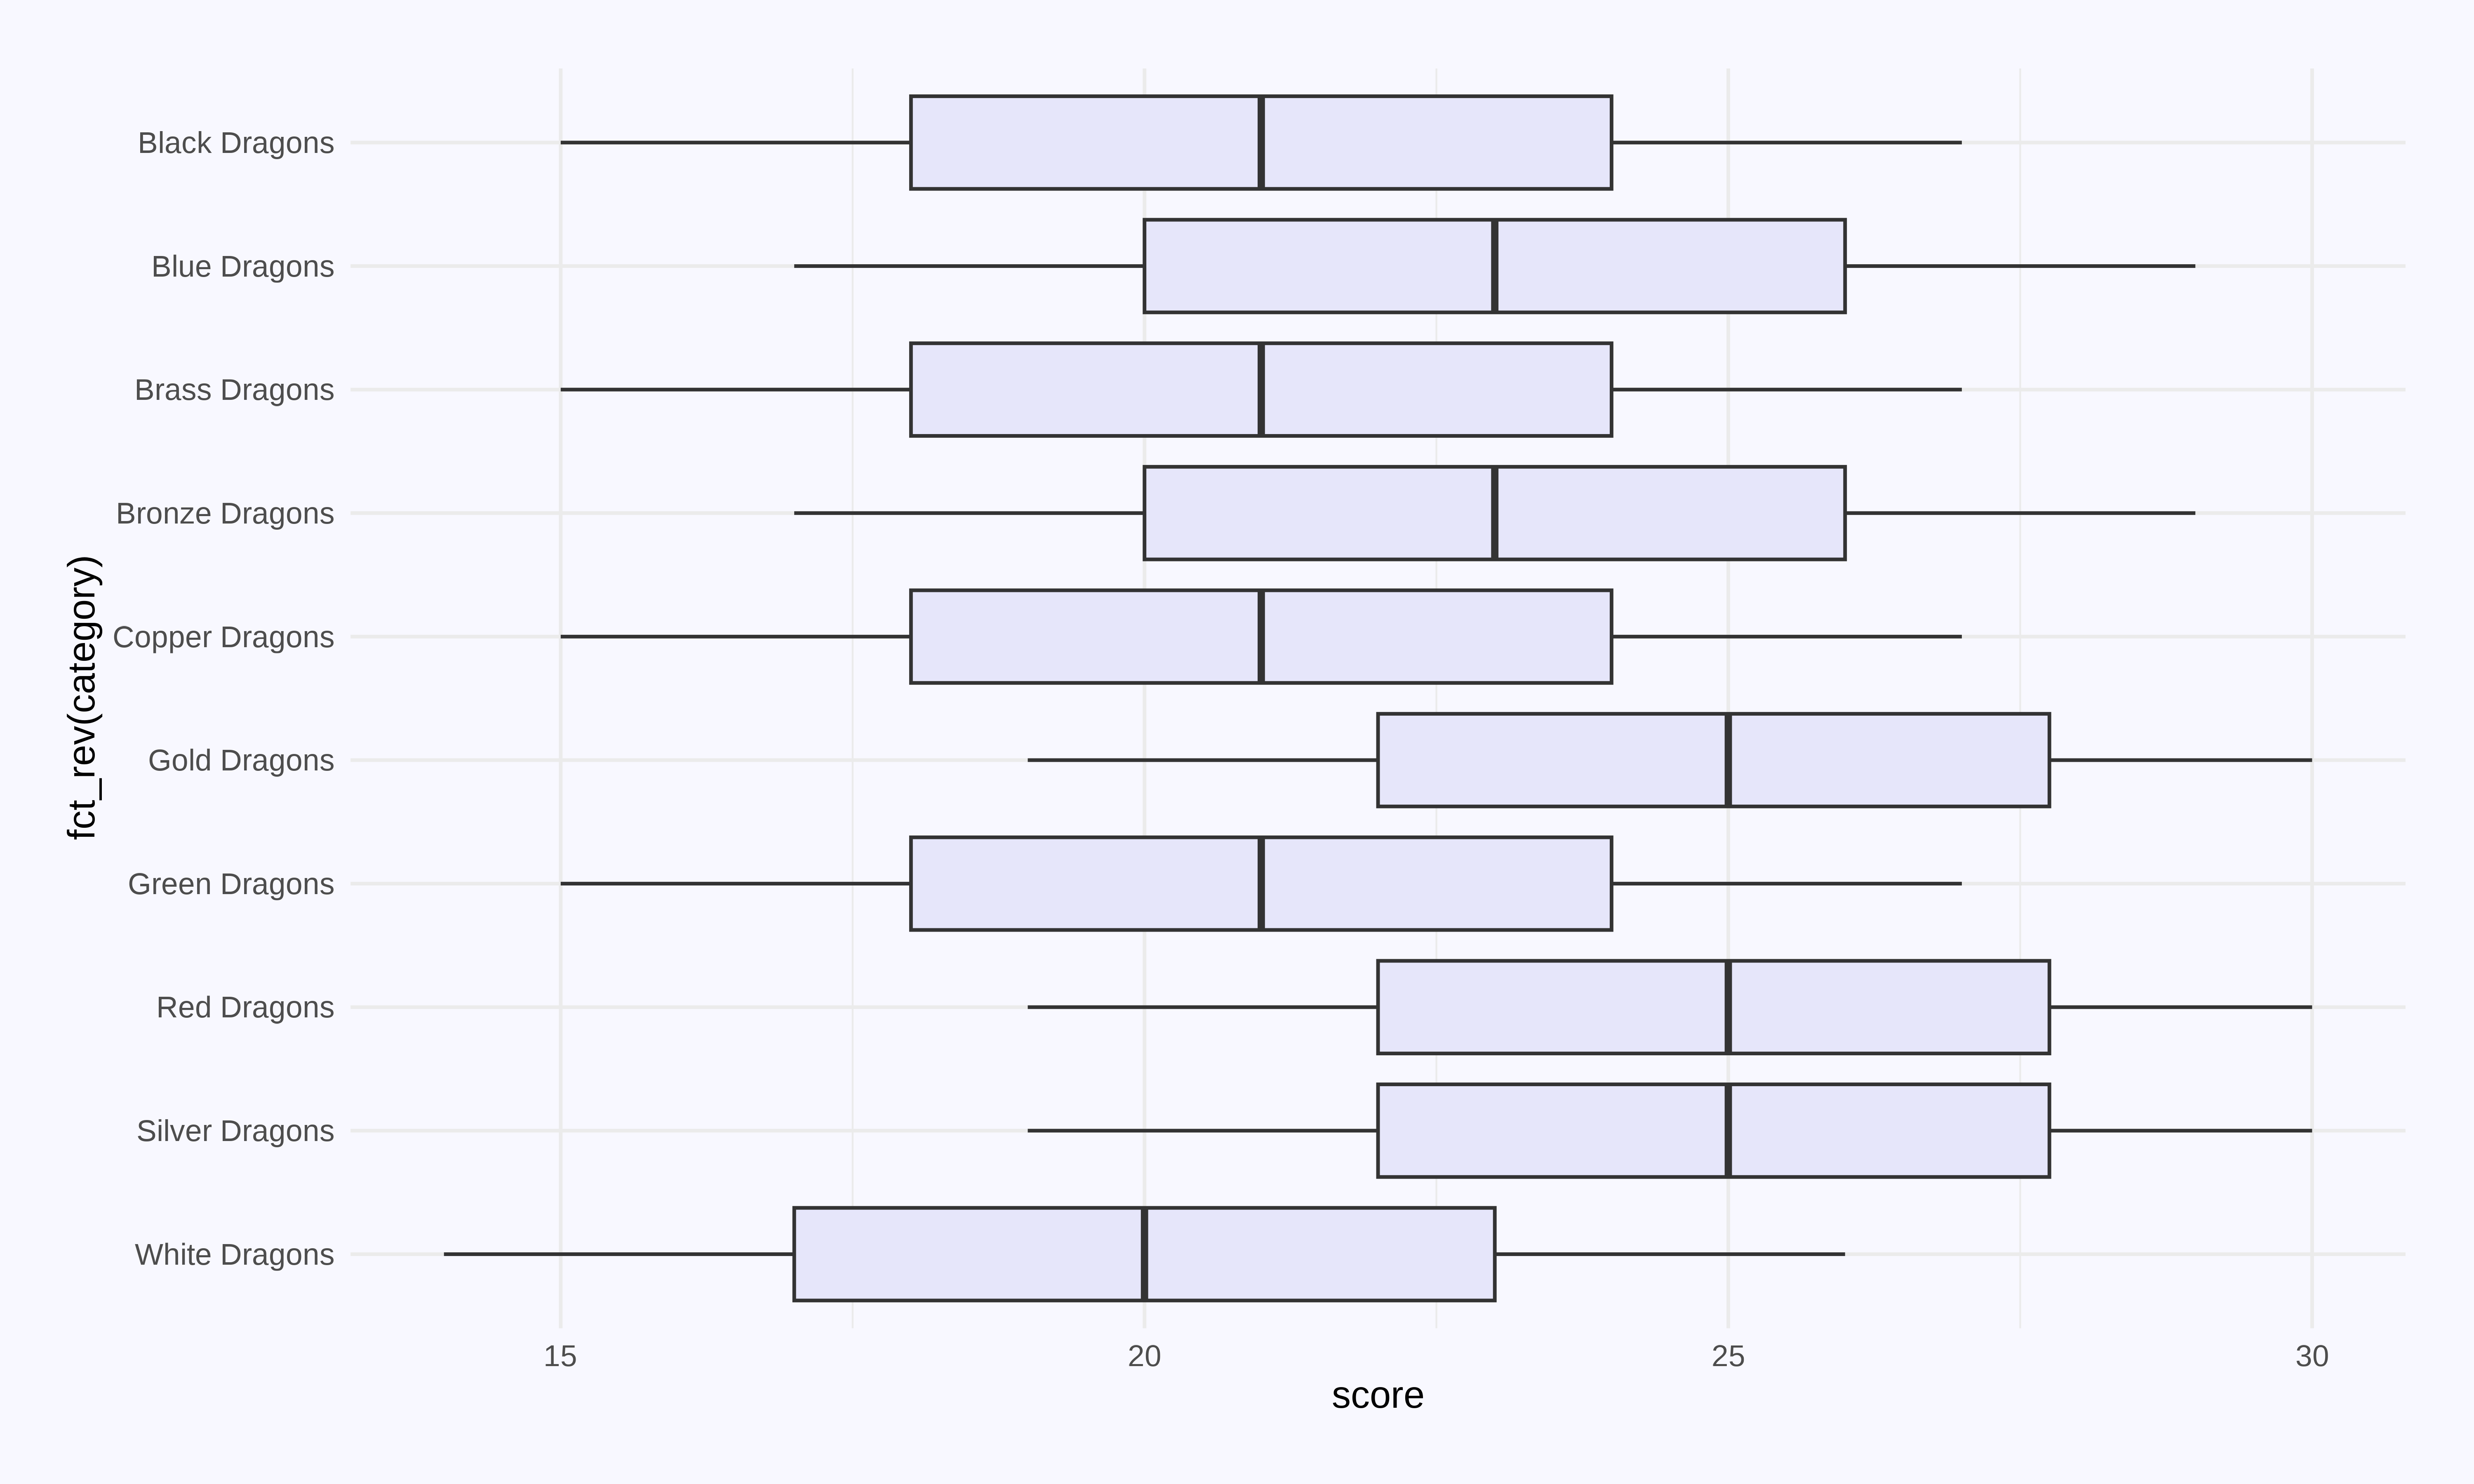 Black Dragons
Blue Dragons
Brass Dragons
Bronze Dragons
Copper Dragons
Gold Dragons
Green Dragons
Red Dragons
Silver Dragons
White Dragons
fct_rev(category)
15 20 25 30
score